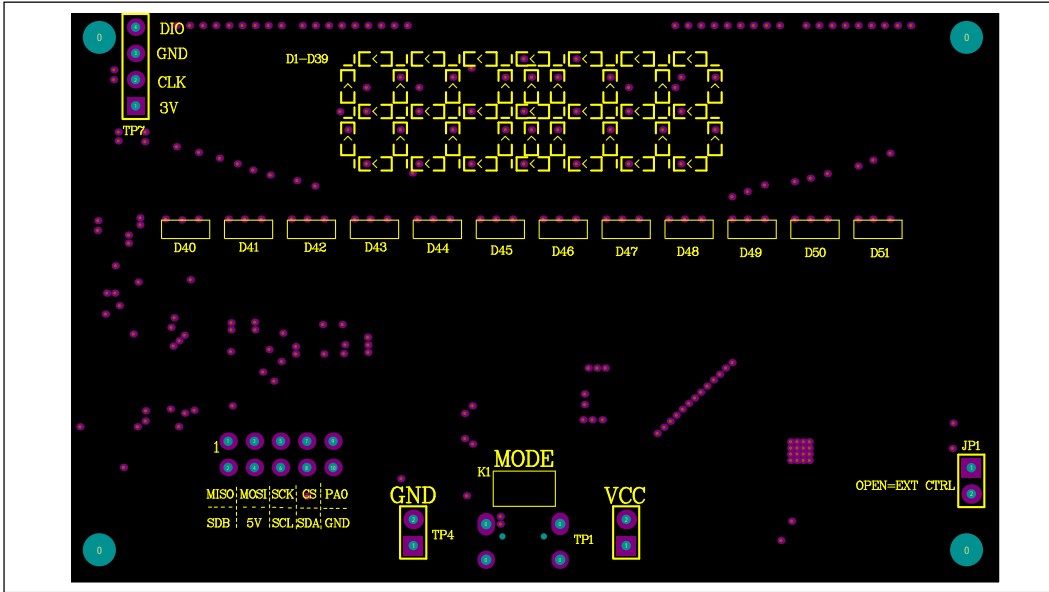 DIO
GND
CLK
3V
TP7
D1-D39
D40 D41 D42 D43 D44 D45 D46 D47 D48 D49 D50 D51
1
MISO MOSI SCK CS PA0
SDB 5V SCL SDA GND
GND
TP4
MODE
K1
VCC
TP1
JP1
OPEN=EXT CTRL